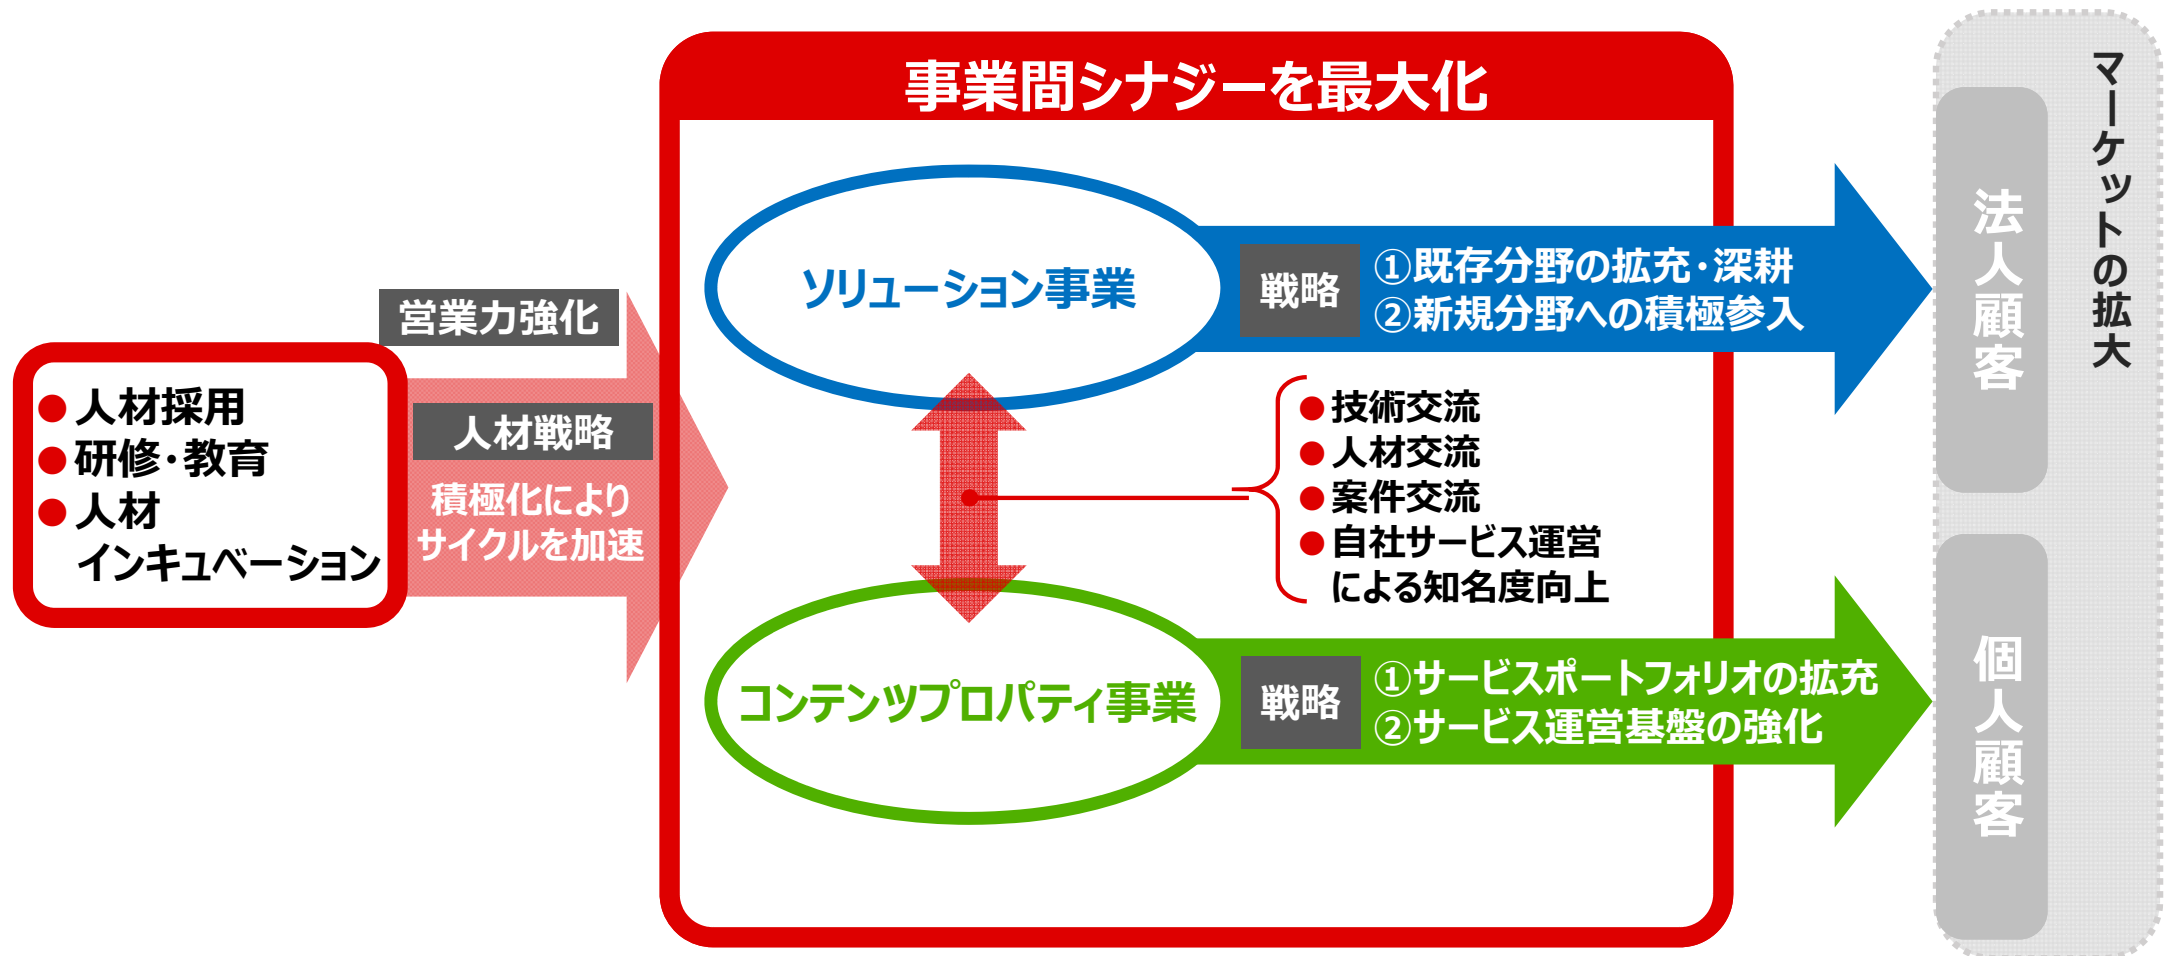 事業間シナジーを最大化
営業力強化
●人材採用
●研修・教育
●人材
インキュベーション
人材戦略
積極化により
サイクルを加速
ソリューション事業
戦略
①既存分野の拡充・深耕
②新規分野への積極参入
●技術交流
●人材交流
●案件交流
●自社サービス運営
による知名度向上
コンテンツプロパティ事業
戦略
①サービスポートフォリオの拡充
②サービス運営基盤の強化
法人顧客
個人顧客
マーケットの拡大